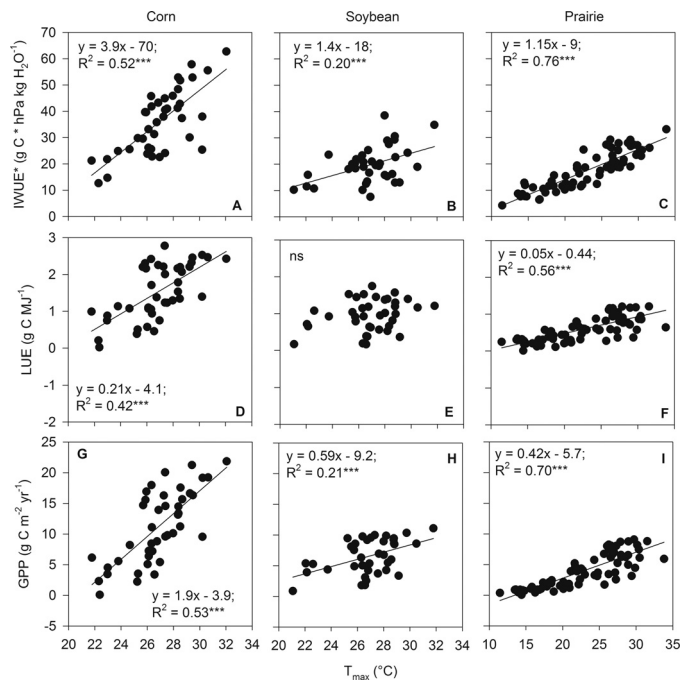 Corn Soybean Prairie
IWUE* (g C * hPa kg H₂O⁻¹)
70
60
50
40
30
20
10
0
y = 3.9x - 70;
R² = 0.52***
A
y = 1.4x - 18;
R² = 0.20***
B
y = 1.15x - 9;
R² = 0.76***
C
LUE (g C MJ⁻¹)
3
2
1
0
1
2
y = 0.21x - 4.1;
R² = 0.42***
D
ns
E
y = 0.05x - 0.44;
R² = 0.56***
F
GPP (g C m⁻² yr⁻¹)
25
20
15
10
5
0
-5
G
y = 1.9x - 3.9;
R² = 0.53***
y = 0.59x - 9.2;
R² = 0.21***
H
y = 0.42x - 5.7;
R² = 0.70***
I
20 22 24 26 28 30 32 34 20 22 24 26 28 30 32 34 10 15 20 25 30 35
Tmax (°C)